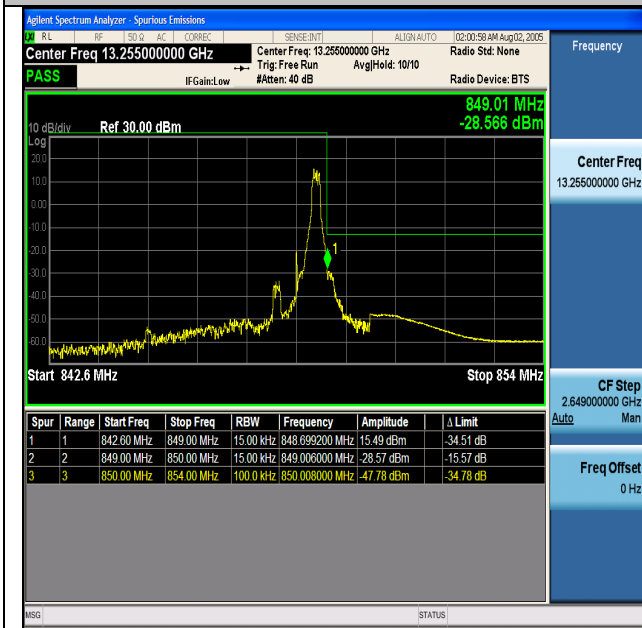 Agilent Spectrum Analyzer - Spurious Emissions
RL RF 50 Ω AC CORREC SENSE:INT ALIGN AUTO 02:00:58 AM Aug 02, 2005
Center Freq 13.255000000 GHz
Center Freq: 13.255000000 GHz
Radio Std: None
Trig: Free Run Avg|Hold: 10/10
PASS
IFGain:Low
#Atten: 40 dB
Radio Device: BTS
849.01 MHz
-28.566 dBm
10 dB/div Ref 30.00 dBm
Log
20.0
10.0
0.00
-10.0
-20.0
-30.0
-40.0
-50.0
-60.0
1
Start 842.6 MHz
Stop 854 MHz
Spur Range Start Freq Stop Freq RBW Frequency Amplitude Δ Limit
1 1 842.60 MHz 849.00 MHz 15.00 kHz 848.699200 MHz 15.49 dBm -34.51 dB
2 2 849.00 MHz 850.00 MHz 15.00 kHz 849.006000 MHz -28.57 dBm -15.57 dB
3 3 850.00 MHz 854.00 MHz 100.0 kHz 850.008000 MHz -47.78 dBm -34.78 dB
MSG
STATUS
Frequency
Center Freq
13.255000000 GHz
CF Step
2.649000000 GHz
Auto Man
Freq Offset
0 Hz